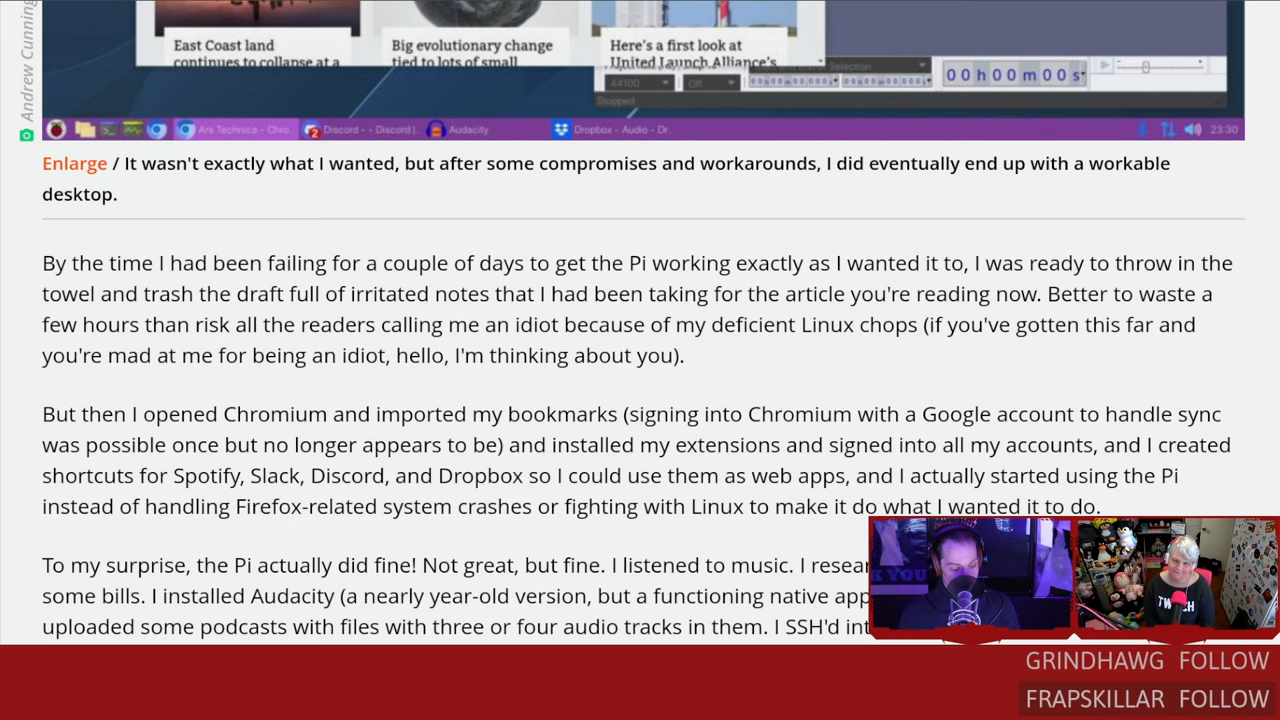 Andrew Cunning
East Coast land
continues to collapse at a
Big evolutionary change
tied to lots of small
Here's a first look at
United Launch Alliance's
Selection
44100
Off
00h00m00s
Stopped.
Ars Technica - Chro...
2
Discord - - Discord |...
Audacity
Dropbox - Audio - Dr...
23:30
Enlarge / It wasn't exactly what I wanted, but after some compromises and workarounds, I did eventually end up with a workable
desktop.
By the time I had been failing for a couple of days to get the Pi working exactly as I wanted it to, I was ready to throw in the
towel and trash the draft full of irritated notes that I had been taking for the article you're reading now. Better to waste a
few hours than risk all the readers calling me an idiot because of my deficient Linux chops (if you've gotten this far and
you're mad at me for being an idiot, hello, I'm thinking about you).
But then I opened Chromium and imported my bookmarks (signing into Chromium with a Google account to handle sync
was possible once but no longer appears to be) and installed my extensions and signed into all my accounts, and I created
shortcuts for Spotify, Slack, Discord, and Dropbox so I could use them as web apps, and I actually started using the Pi
instead of handling Firefox-related system crashes or fighting with Linux to make it do what I wanted it to do.
To my surprise, the Pi actually did fine! Not great, but fine. I listened to music. I resear
some bills. I installed Audacity (a nearly year-old version, but a functioning native app
uploaded some podcasts with files with three or four audio tracks in them. I SSH'd int
K YOU
TWITCH
GRINDHAWG FOLLOW
FRAPSKILLAR FOLLOW